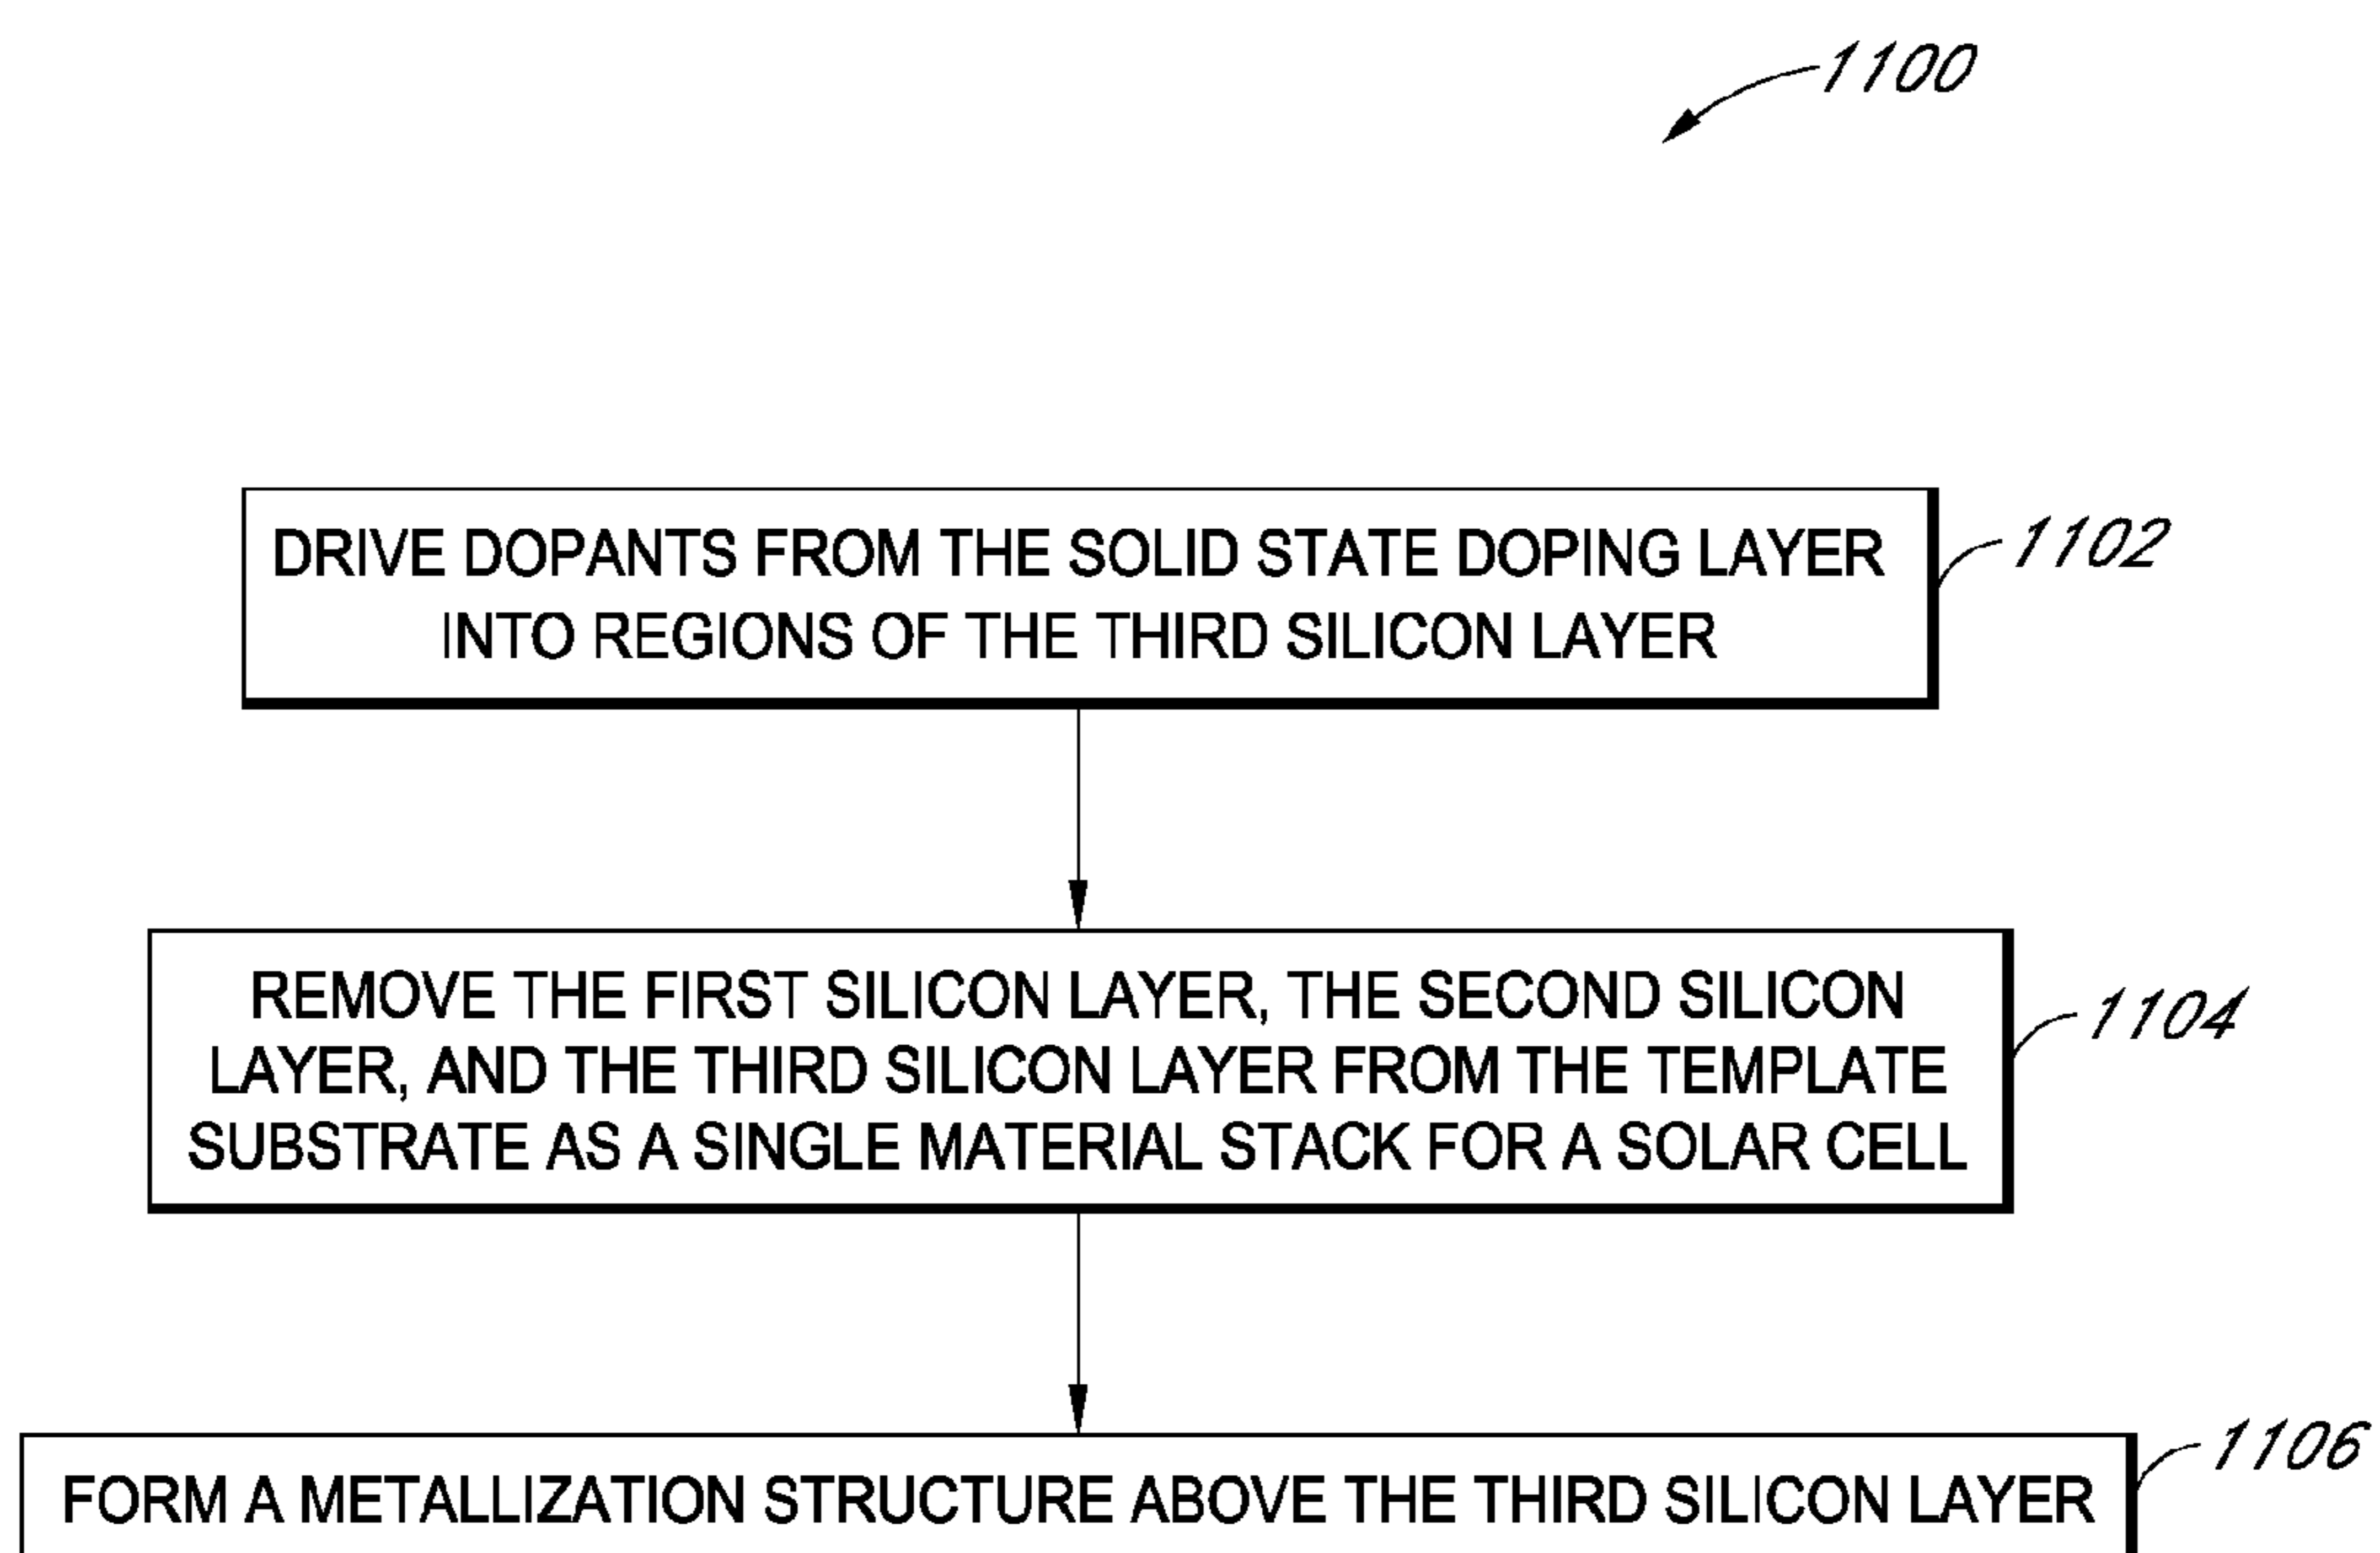 1100
DRIVE DOPANTS FROM THE SOLID STATE DOPING LAYER
INTO REGIONS OF THE THIRD SILICON LAYER
1102
REMOVE THE FIRST SILICON LAYER, THE SECOND SILICON
LAYER, AND THE THIRD SILICON LAYER FROM THE TEMPLATE
SUBSTRATE AS A SINGLE MATERIAL STACK FOR A SOLAR CELL
1104
FORM A METALLIZATION STRUCTURE ABOVE THE THIRD SILICON LAYER
1106